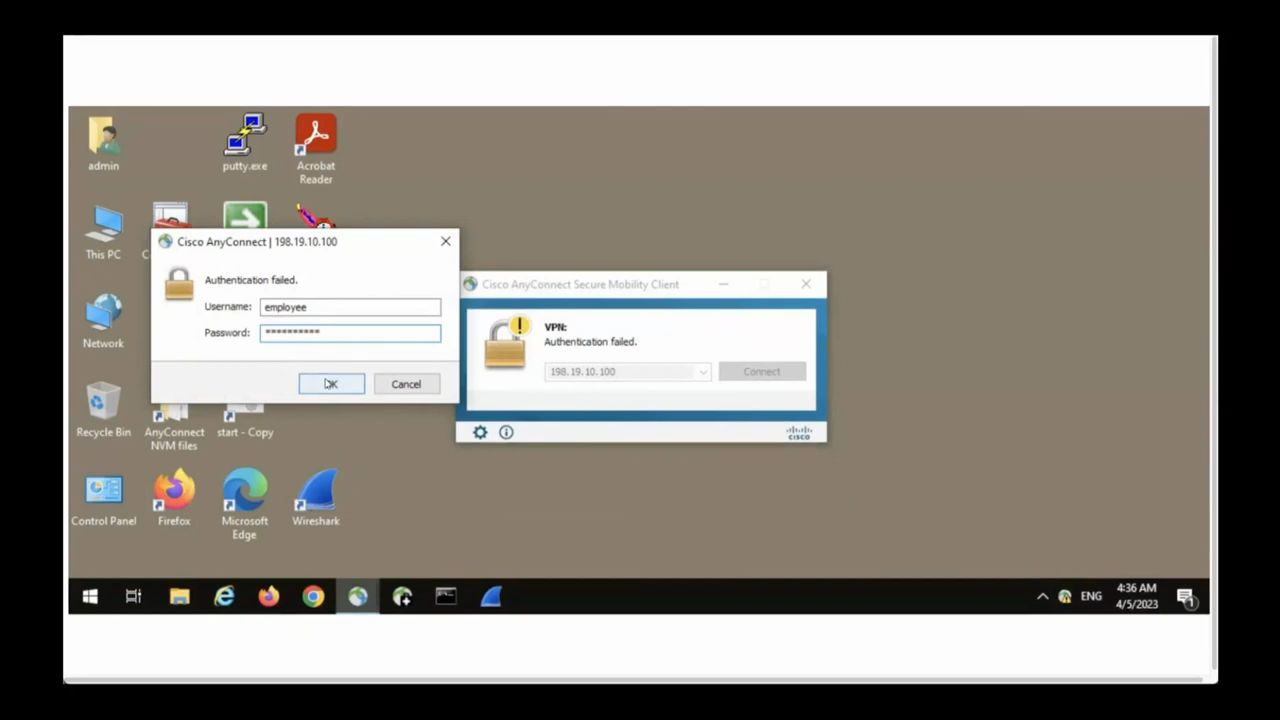 admin
putty.exe
Acrobat
Reader
This PC
Network
Recycle Bin
AnyConnect
NVM files
start - Copy
Control Panel
Firefox
Microsoft
Edge
Wireshark
Cisco AnyConnect | 198.19.10.100
Authentication failed.
Username: employee
Password: **********
OK Cancel
Cisco AnyConnect Secure Mobility Client
VPN:
Authentication failed.
198.19.10.100 Connect
CISCO
ENG
4:36 AM
4/5/2023
1